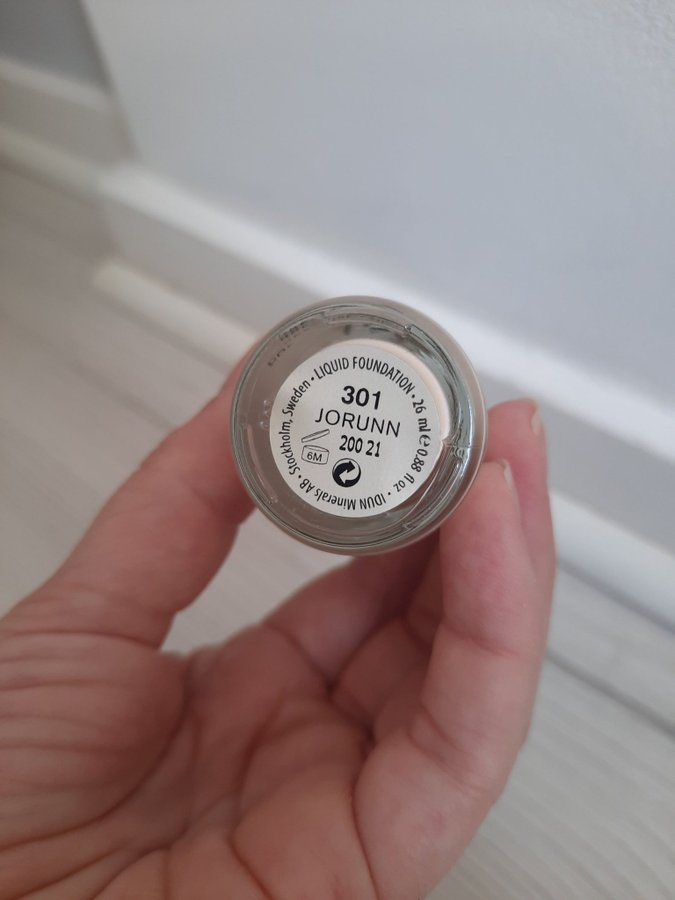 301
JORUNN
200 21
6M
LIQUID FOUNDATION • 26 ml ℮ 0.88 fl oz • IDUN Minerals AB • Stockholm, Sweden •